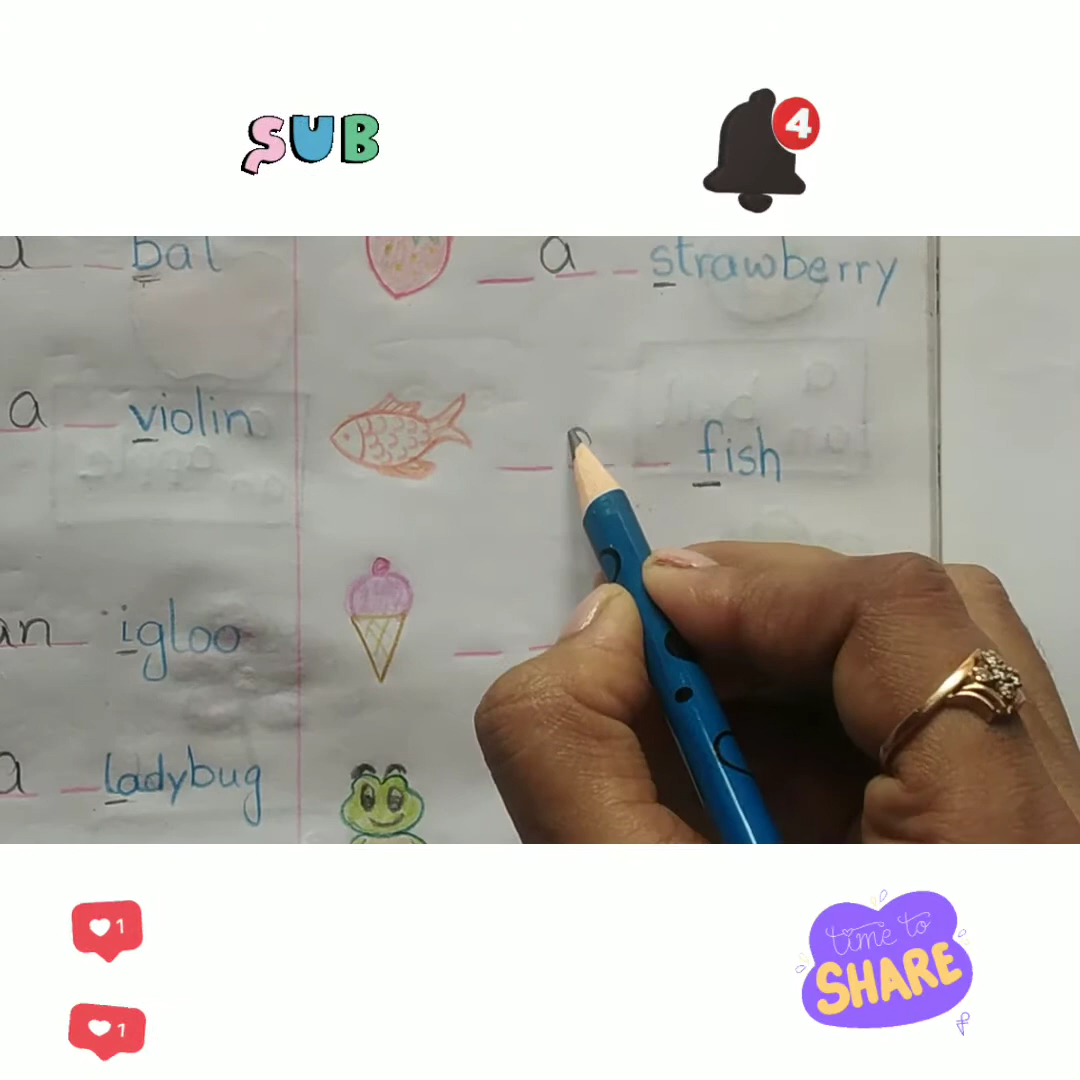 SUB
4
a bal
a strawberry
a violin
fish
an igloo
a ladybug
1
time to
SHARE
1